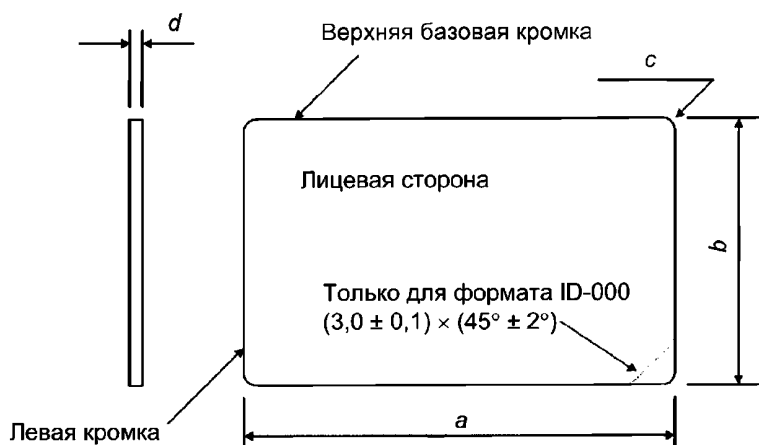 d
Верхняя базовая кромка
c
Лицевая сторона
b
Только для формата ID-000
(3,0 ± 0,1) × (45° ± 2°)
Левая кромка
a